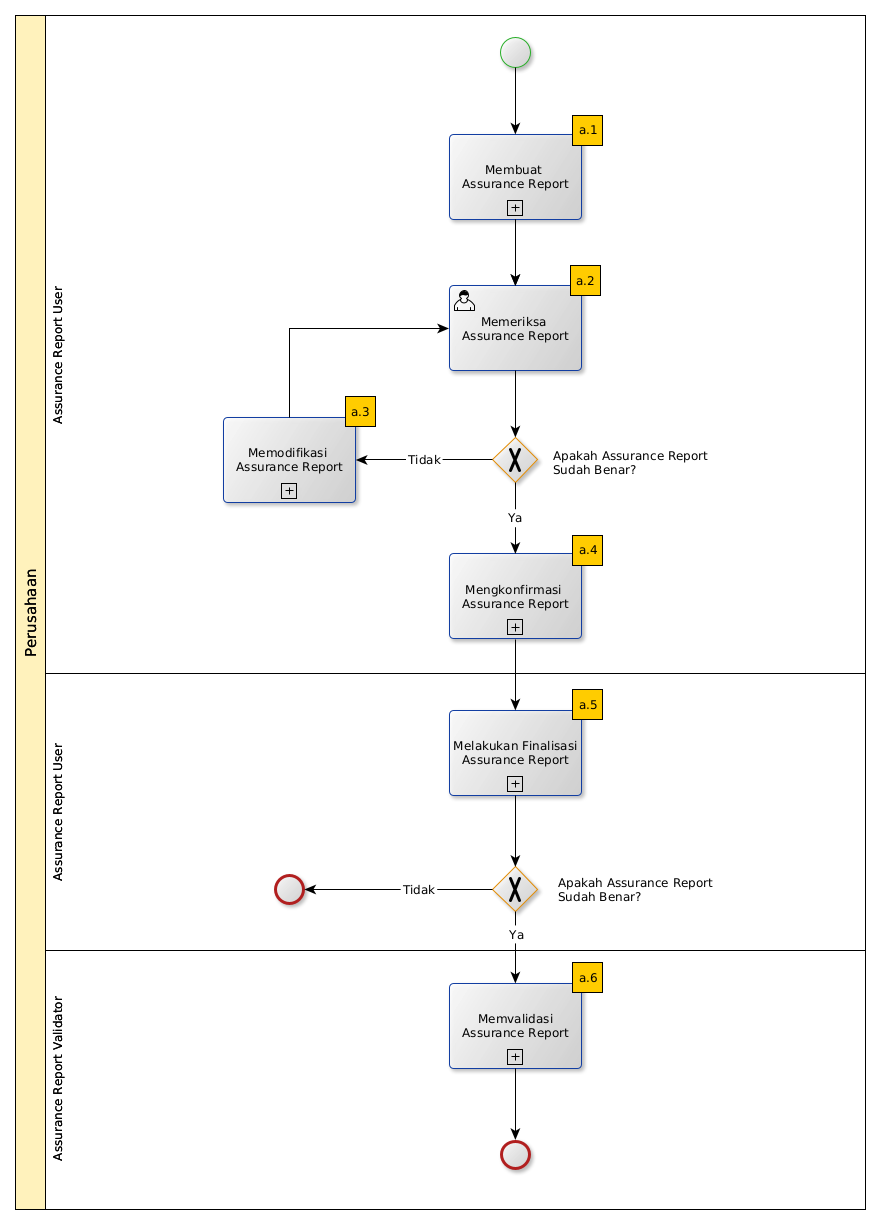 Perusahaan
Assurance Report User
a.1
Membuat
Assurance Report
a.2
Memeriksa
Assurance Report
a.3
Memodifikasi
Assurance Report
Tidak
Apakah Assurance Report
Sudah Benar?
Ya
a.4
Mengkonfirmasi
Assurance Report
Assurance Report User
a.5
Melakukan Finalisasi
Assurance Report
Tidak
Apakah Assurance Report
Sudah Benar?
Ya
Assurance Report Validator
a.6
Memvalidasi
Assurance Report